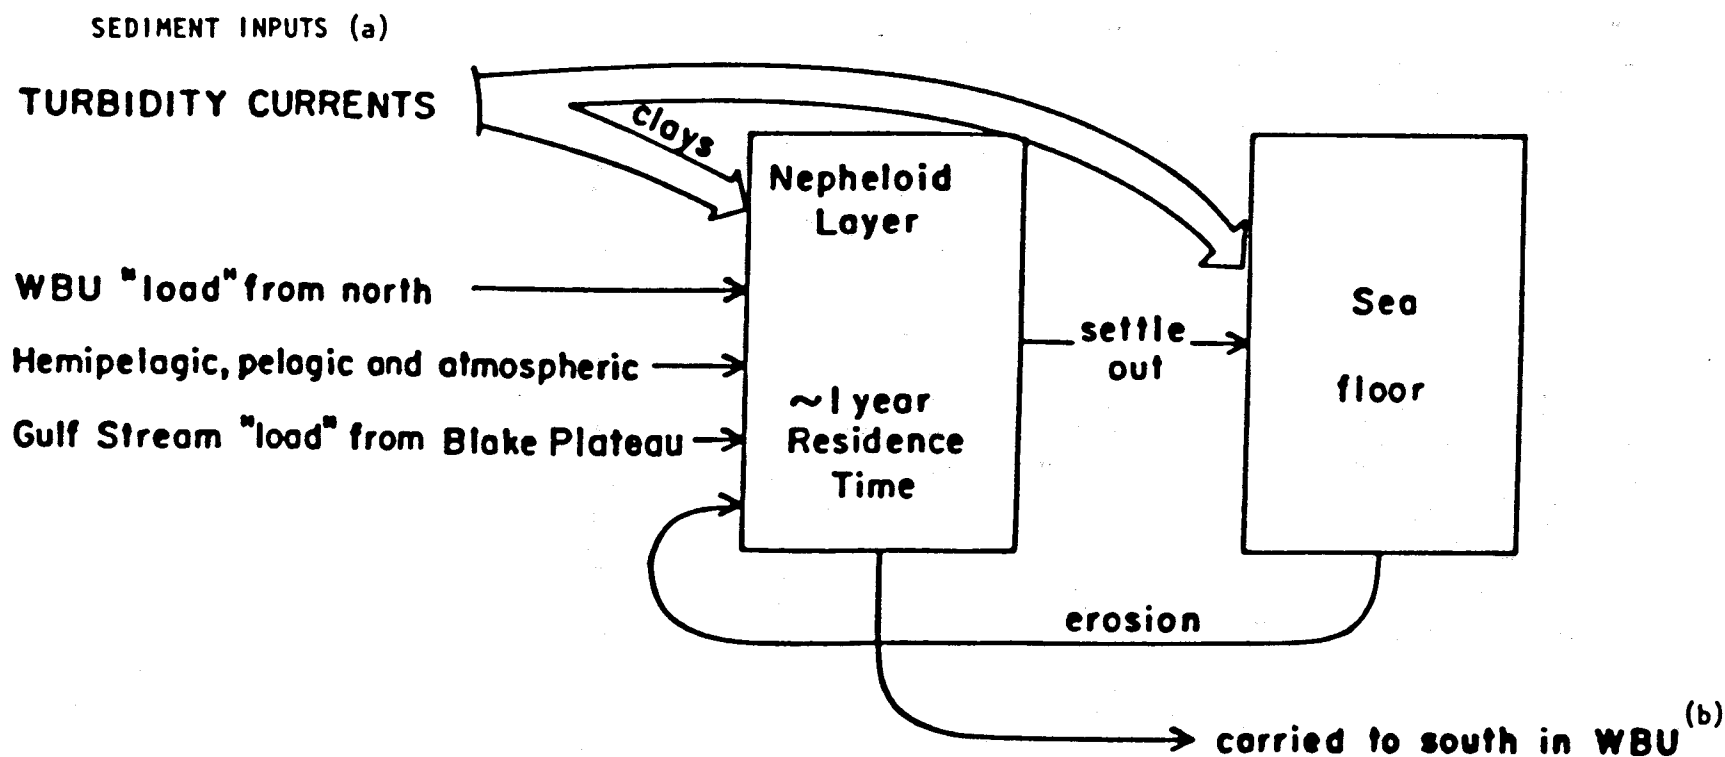 SEDIMENT INPUTS (a)
TURBIDITY CURRENTS
clays
Nepheloid
Layer
WBU "load" from north
Hemipelagic, pelagic and atmospheric
Gulf Stream "load" from Blake Plateau
~1 year
Residence
Time
settle
out
Sea
floor
erosion
carried to south in WBU (b)